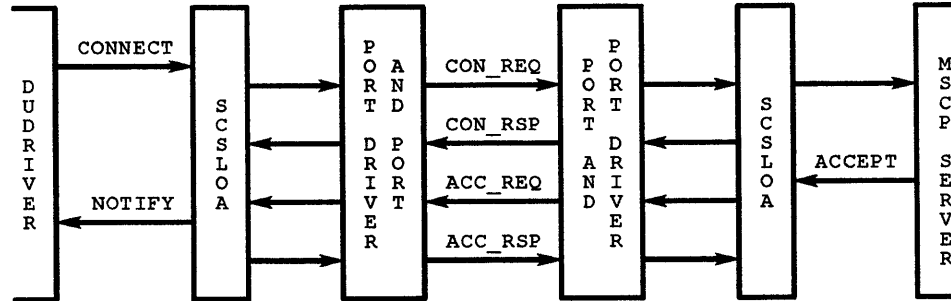 DUDRIVER
CONNECT
NOTIFY
SCSLOA
PORT DRIVER
AND PORT
CON_REQ
CON_RSP
ACC_REQ
ACC_RSP
PORT AND
PORT DRIVER
SCSLOA
ACCEPT
MSCP SERVER